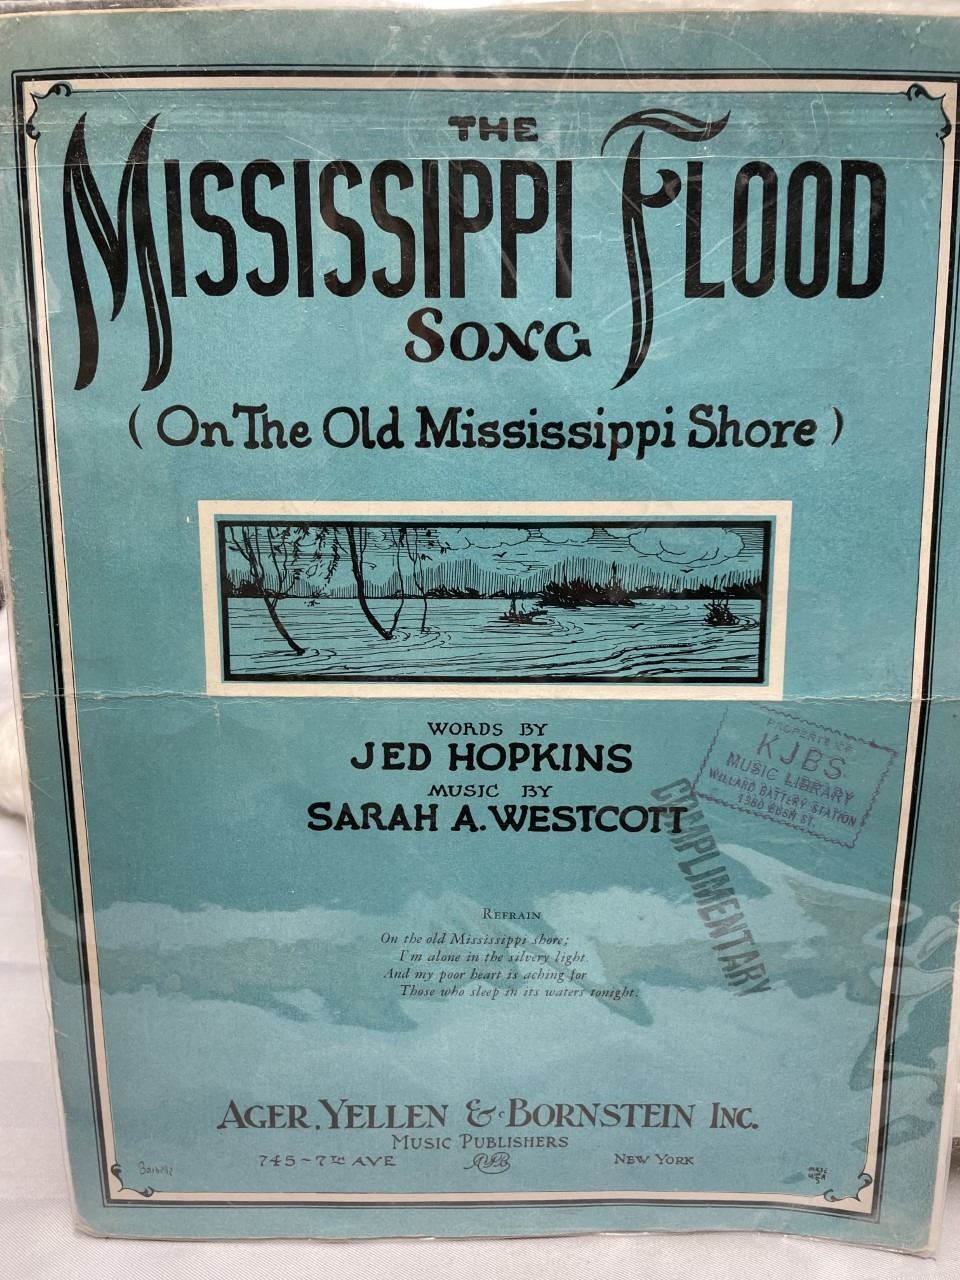 THE
MISSISSIPPI FLOOD
SONG
(On The Old Mississippi Shore)
WORDS BY
JED HOPKINS
MUSIC BY
SARAH A. WESTCOTT
PROPERTY OF
KJBS
MUSIC LIBRARY
WILLARD BATTERY STATION
1380 BUSH ST.
COMPLIMENTARY
REFRAIN
On the old Mississippi shore;
I'm alone in the silvery light.
And my poor heart is aching for
Those who sleep in its waters tonight.
AGER, YELLEN & BORNSTEIN INC.
MUSIC PUBLISHERS
745-7TH AVE AYB NEW YORK